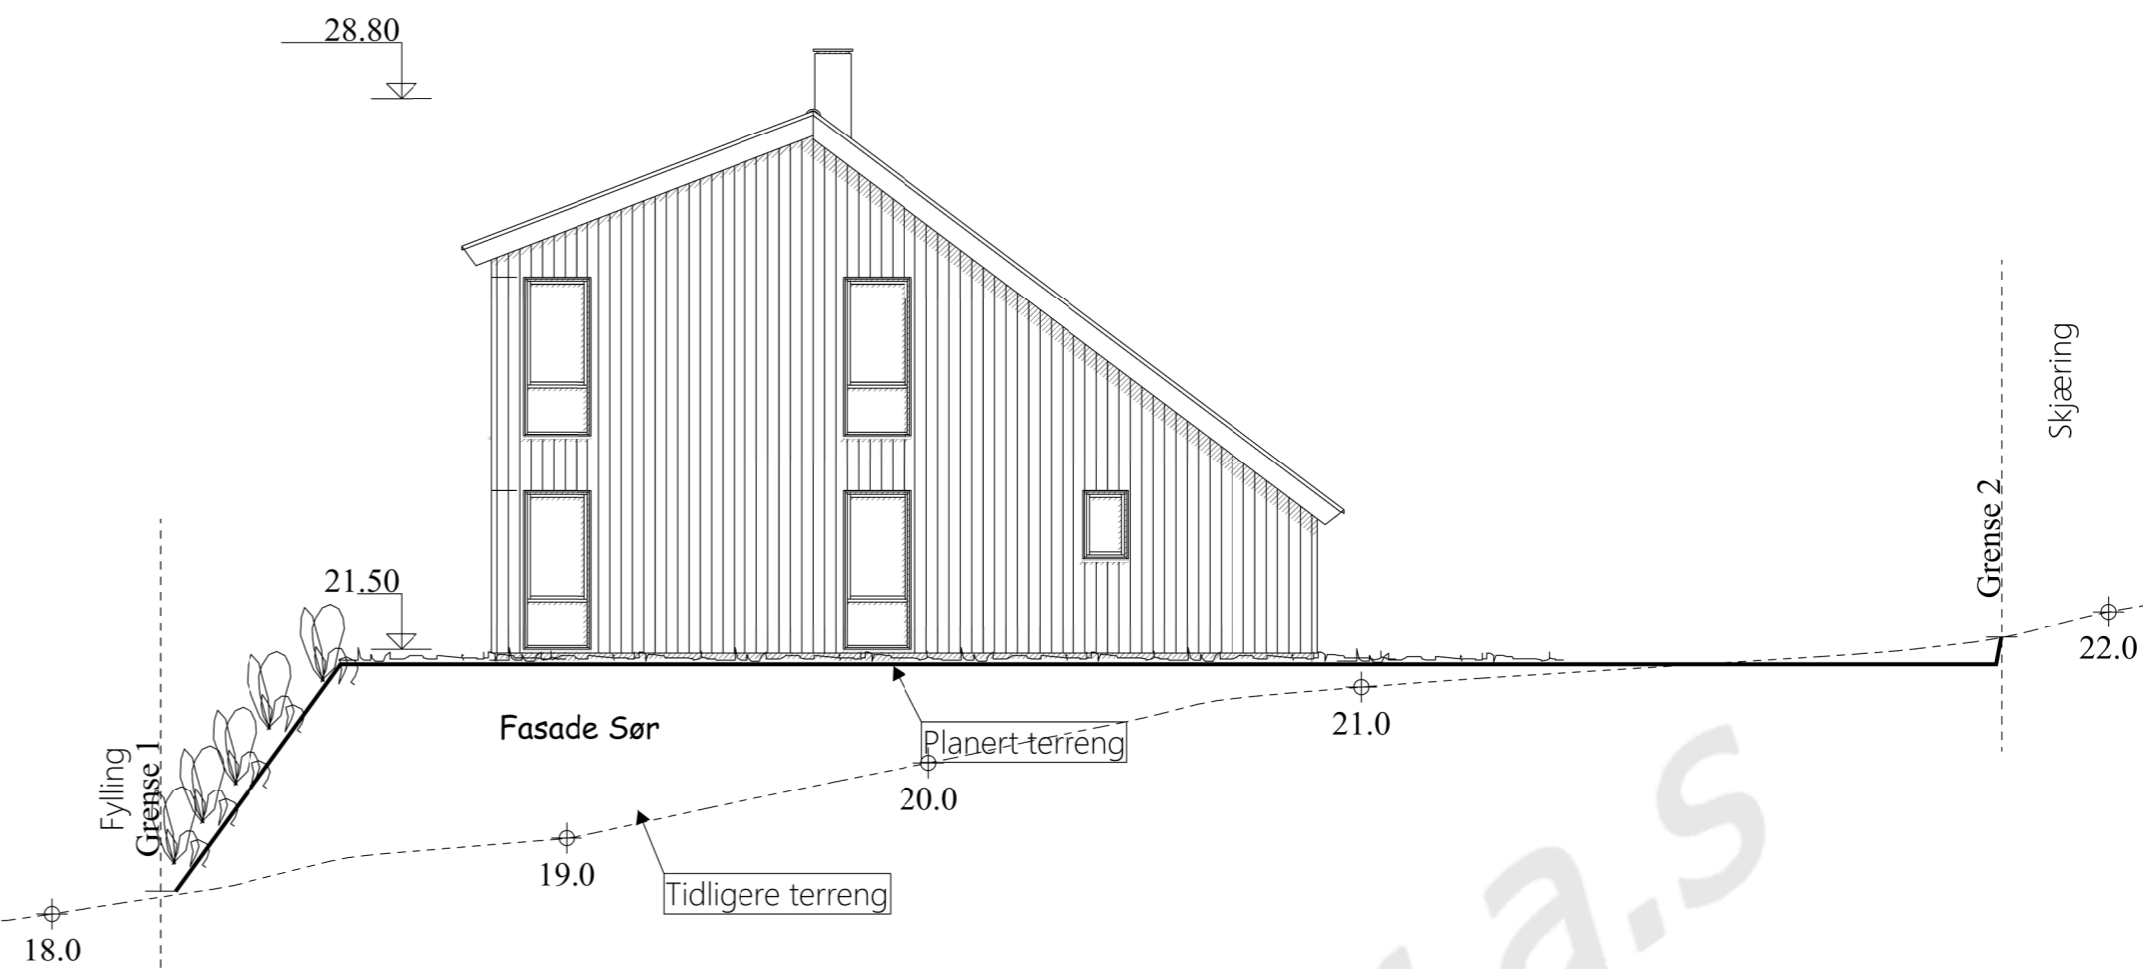 28.80
Skjæring
Grense 2
21.50
22.0
Fasade Sør
Planert terreng
21.0
Fylling
Grense 1
20.0
19.0
Tidligere terreng
18.0
a.s